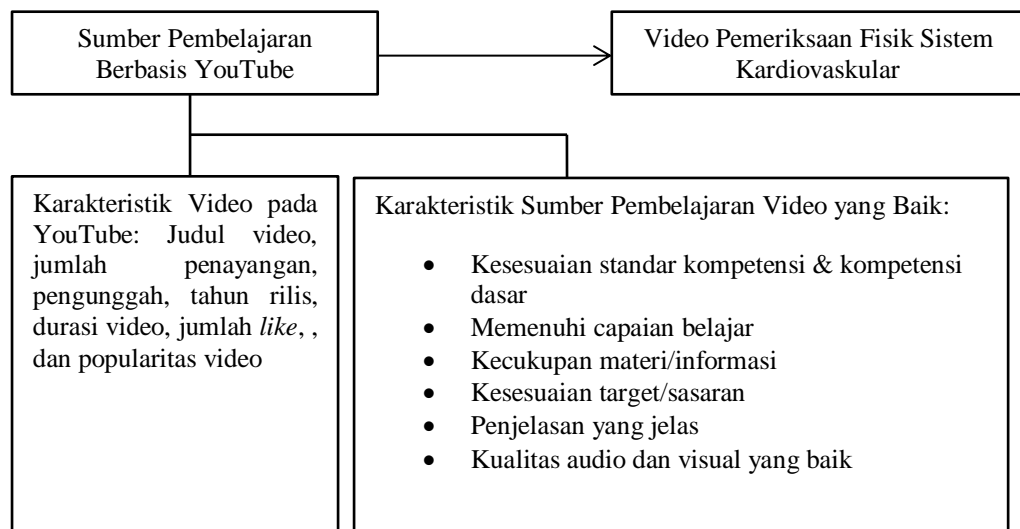 Sumber Pembelajaran
Berbasis YouTube
Video Pemeriksaan Fisik Sistem
Kardiovaskular
Karakteristik Video pada
YouTube: Judul video,
jumlah penayangan,
pengunggah, tahun rilis,
durasi video, jumlah like, ,
dan popularitas video
Karakteristik Sumber Pembelajaran Video yang Baik:
• Kesesuaian standar kompetensi & kompetensi
dasar
• Memenuhi capaian belajar
• Kecukupan materi/informasi
• Kesesuaian target/sasaran
• Penjelasan yang jelas
• Kualitas audio dan visual yang baik